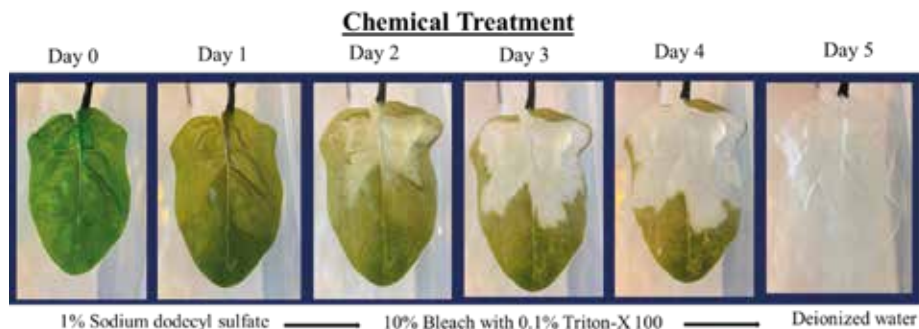 Chemical Treatment
Day 0 Day 1 Day 2 Day 3 Day 4 Day 5
1% Sodium dodecyl sulfate 10% Bleach with 0.1% Triton-X 100 Deionized water